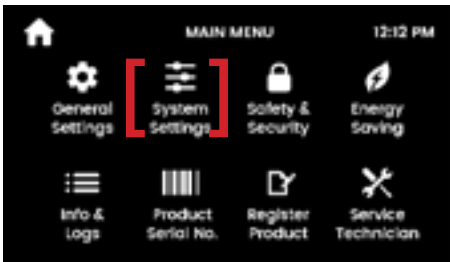 MAIN MENU 12:12 PM
General System Safety & Energy
Settings Settings Security Saving
Info & Product Register Service
Logs Serial No. Product Technician